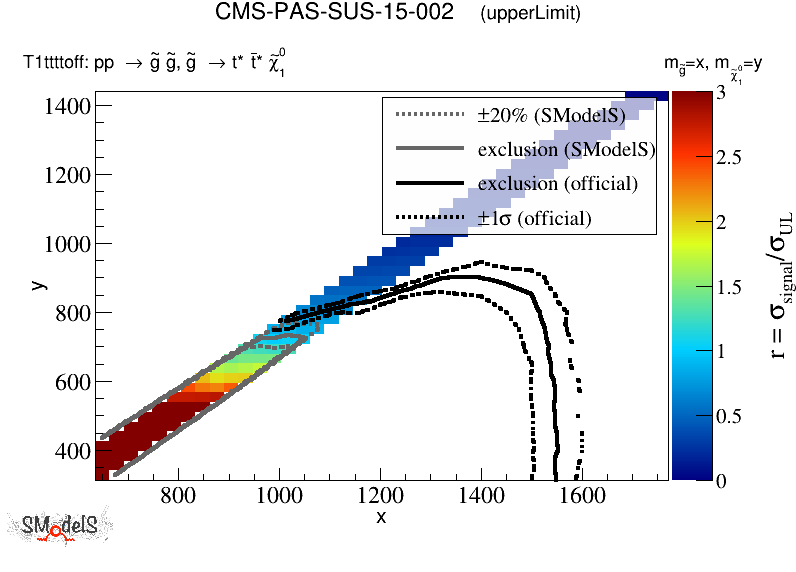 CMS-PAS-SUS-15-002 (upperLimit)
T1ttttoff: pp → g̃ g̃, g̃ → t* t̄* χ̃₁⁰
m_g̃=x, m_χ̃₁⁰=y
±20% (SModelS)
exclusion (SModelS)
exclusion (official)
±1σ (official)
1400
1200
1000
800
600
400
y
800
1000
1200
1400
1600
x
3
2.5
2
1.5
1
0.5
0
r = σ_signal/σ_UL
SModelS